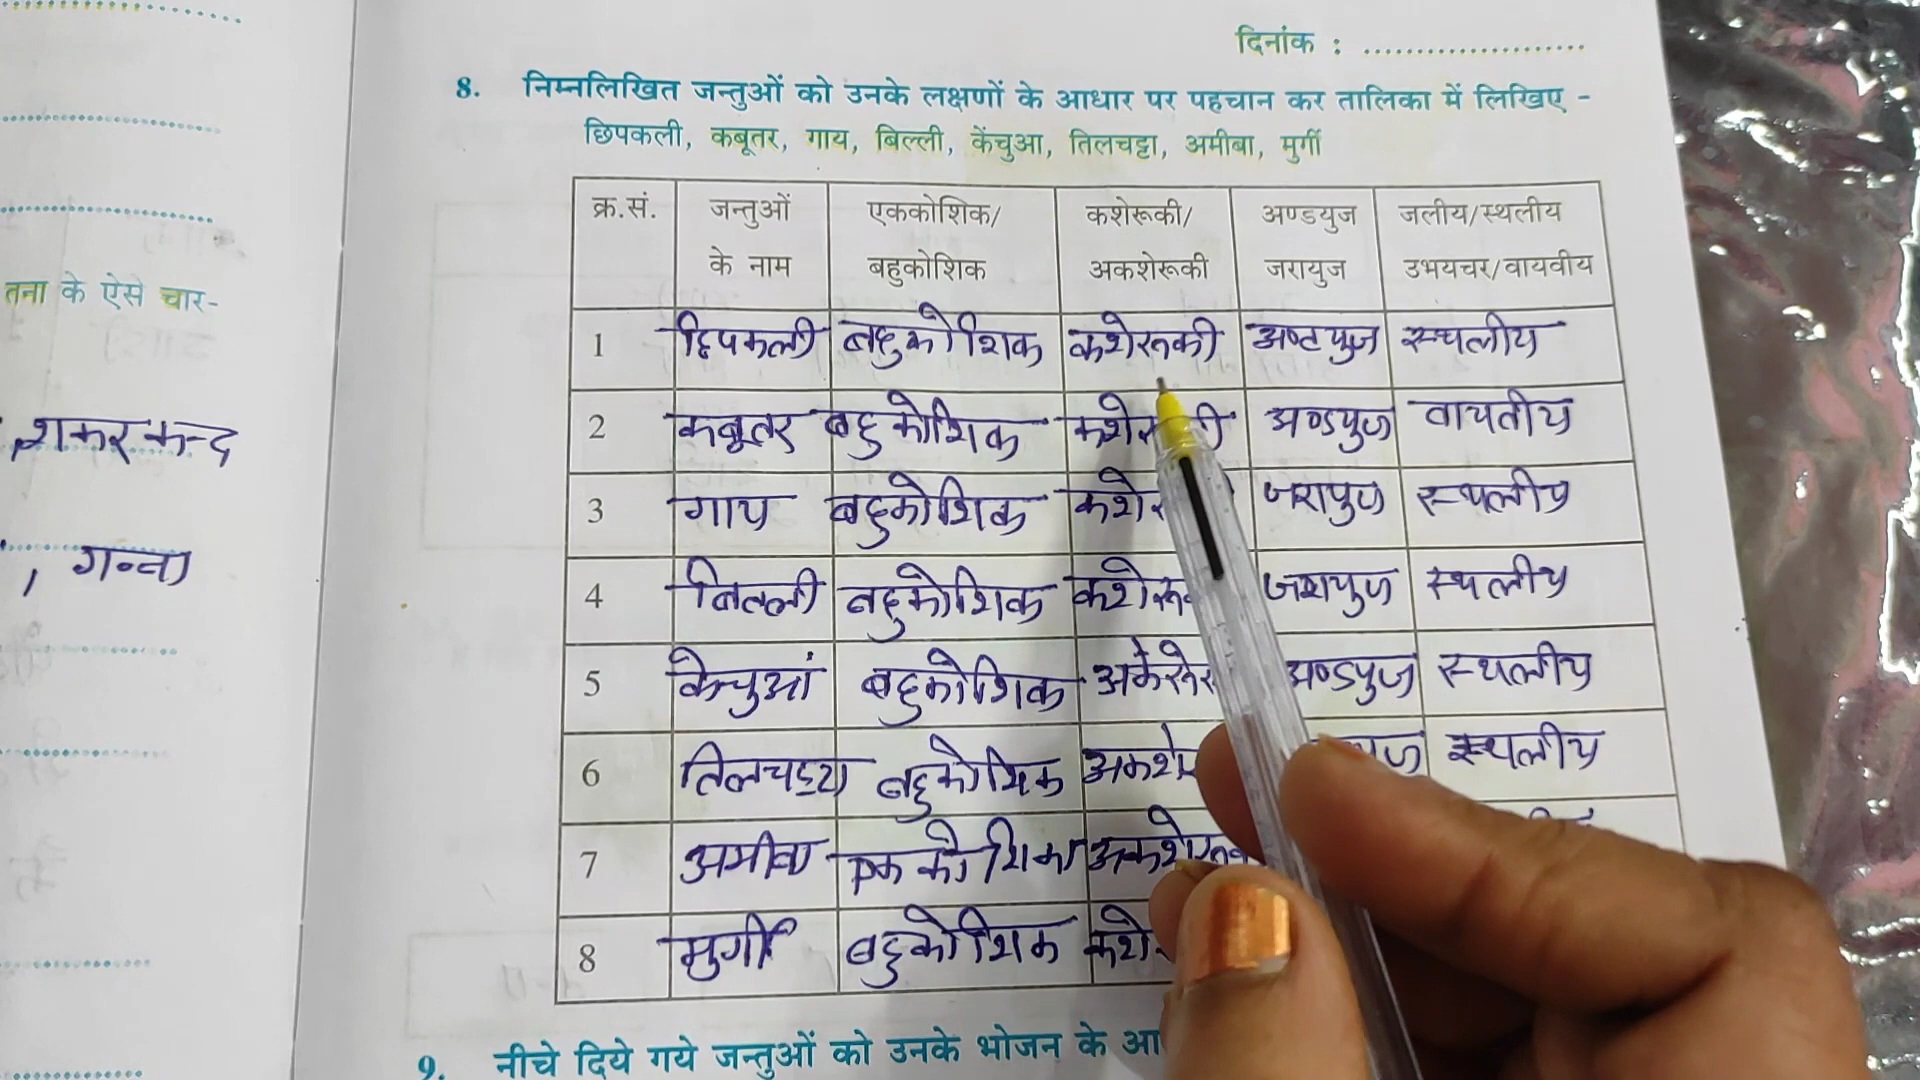 दिनांक : ......................
8. निम्नलिखित जन्तुओं को उनके लक्षणों के आधार पर पहचान कर तालिका में लिखिए -
छिपकली, कबूतर, गाय, बिल्ली, केंचुआ, तिलचट्टा, अमीबा, मुर्गी
क्र.सं. जन्तुओं एककोशिक/ कशेरूकी/ अण्डयुज जलीय/स्थलीय
के नाम बहुकोशिक अकशेरूकी जरायुज उभयचर/वायवीय
1 छिपकली बहुकोशिक कशेरूकी अण्टयुज स्थलीय
2 कबूतर बहुकोशिक अण्डयुज वायवीय
3 गाय बहुकोशिक जरायुज स्थलीय
4 बिल्ली बहुकोशिक जरायुज स्थलीय
5 केचुआं बहुकोशिक अण्डयुज स्थलीय
6 तिलचट्टा बहुकोशिक स्थलीय
7 अमीबा एककोशिका
8 मुर्गी बहुकोशिक
9. नीचे दिये गये जन्तुओं को उनके भोजन के आ
तना के ऐसे चार-
, शकरकन्द
, गन्ना